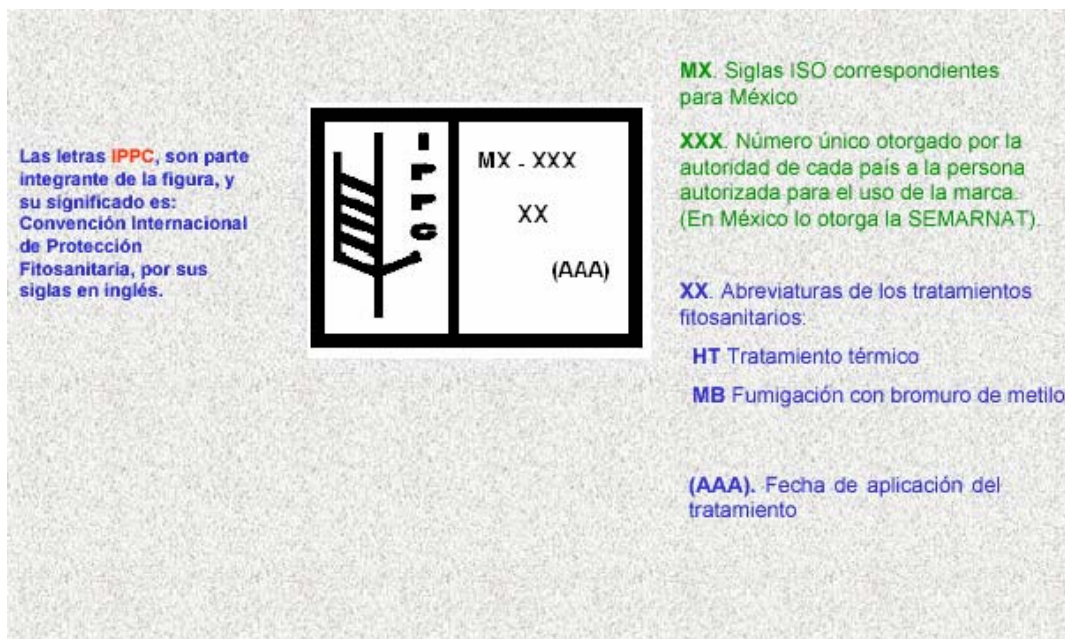 Las letras IPPC, son parte
integrante de la figura, y
su significado es:
Convención Internacional
de Protección
Fitosanitaria, por sus
siglas en inglés.
I
P
P
C
MX - XXX
XX
(AAA)
MX. Siglas ISO correspondientes
para México
XXX. Número único otorgado por la
autoridad de cada país a la persona
autorizada para el uso de la marca.
(En México lo otorga la SEMARNAT).
XX. Abreviaturas de los tratamientos
fitosanitarios:
HT Tratamiento térmico
MB Fumigación con bromuro de metilo
(AAA). Fecha de aplicación del
tratamiento